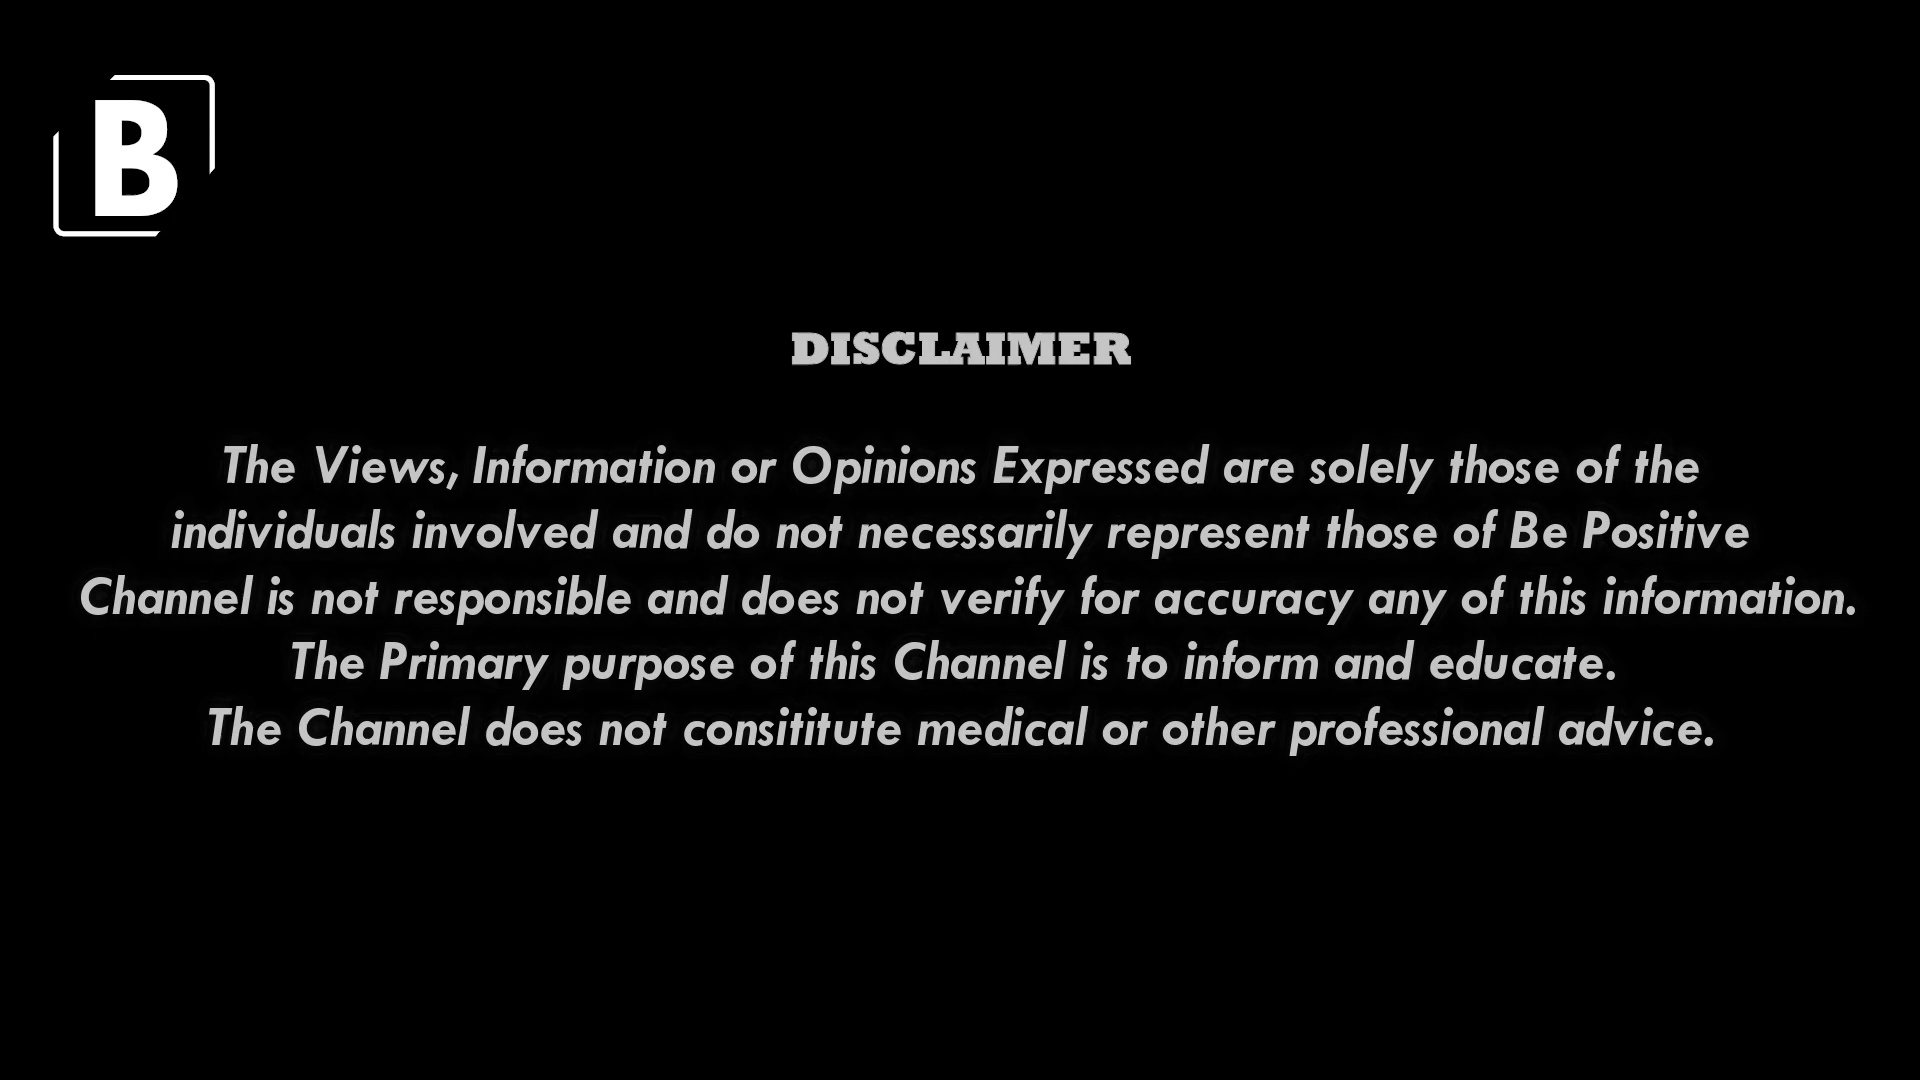 B
DISCLAIMER
The Views, Information or Opinions Expressed are solely those of the
individuals involved and do not necessarily represent those of Be Positive
Channel is not responsible and does not verify for accuracy any of this information.
The Primary purpose of this Channel is to inform and educate.
The Channel does not consititute medical or other professional advice.